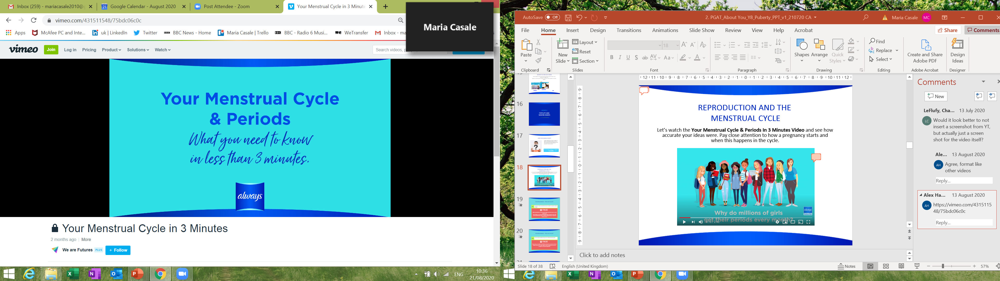 Inbox (259) - mariacasale2010@g
Google Calendar - August 2020
Post Attendee - Zoom
Your Menstrual Cycle in 3 Minute
vimeo.com/431511548/75bdc06c0c
Apps
McAfee PC and Inte...
uk | LinkedIn
Twitter
BBC News - Home
Maria Casale | Trello
BBC - Radio 6 Musi...
WeTransfer
Inbox - ma
Maria Casale
vimeo
Join
Log in
Pricing
Product
Solutions
Watch
Search videos, p
Your Menstrual Cycle
& Periods
What you need to know
in less than 3 minutes.
always
Your Menstrual Cycle in 3 Minutes
2 months ago | More
We are Futures PLUS
+ Follow
ENG
10:36
21/08/2020
AutoSave Off
2. PGAT_About You_Y8_Puberty_PPT_v1_210720 CA
Maria Casale MC
File Home Insert Design Transitions Animations Slide Show Review View Help Acrobat
Share
Comments
Paste
New
Slide
Layout
Reset
Section
18
Shapes
Arrange
Quick
Styles
Find
Replace
Select
Create and Share
Adobe PDF
Design
Ideas
Clipboard Slides Font Paragraph Drawing Editing Adobe Acrobat Designer
16
FERTILITY AND
MAKING BABIES
17
18
19
FALSE
20
REPRODUCTION AND THE
MENSTRUAL CYCLE
Let's watch the Your Menstrual Cycle & Periods In 3 Minutes Video and see how
accurate your ideas were. Pay close attention to how a pregnancy starts and
when this happens in the cycle.
Why do millions of girls
get their periods every month?
0:13 / 2:40
always
Comments
New
LeFlufy, Cha... 13 July 2020
LC
Would it look better to not
insert a screenshot from YT,
but actually just a screen
shot for the video itself?
Ale... 13 August 2020
AH
Agree, format like
other videos
Reply...
Alex Ha... 13 August 2020
AH
https://vimeo.com/4315115
48/75bdc06c0c
Reply...
Click to add notes
Slide 18 of 38
English (United Kingdom)
Notes
57%